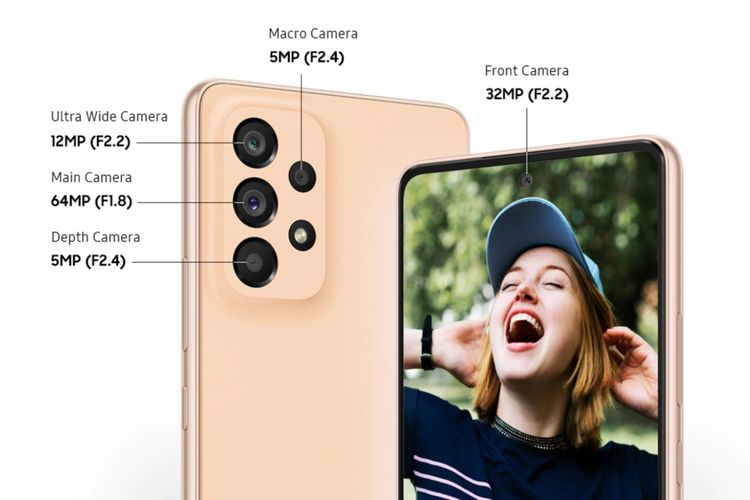 Macro Camera
5MP (F2.4)
Front Camera
32MP (F2.2)
Ultra Wide Camera
12MP (F2.2)
Main Camera
64MP (F1.8)
Depth Camera
5MP (F2.4)